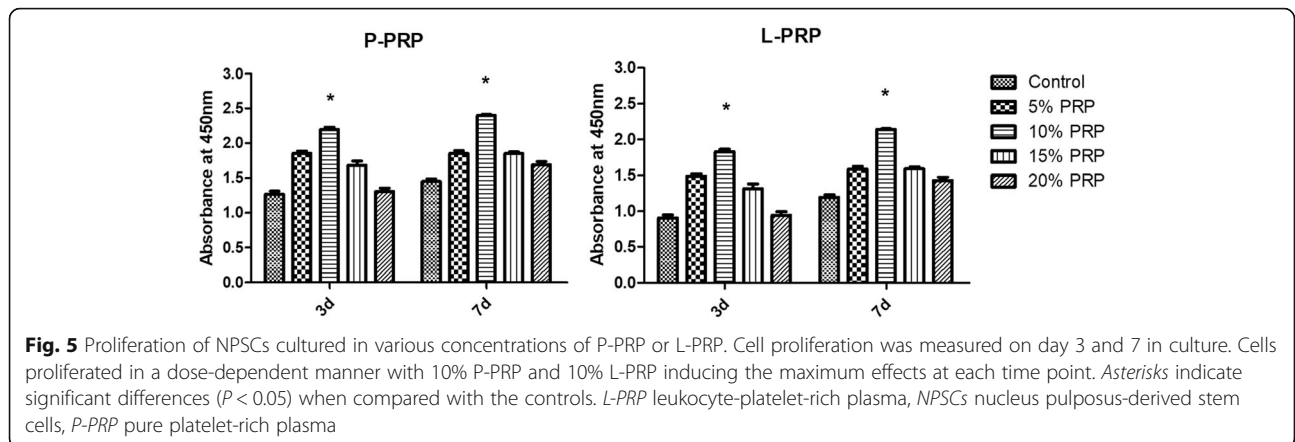 P-PRP
L-PRP
Absorbance at 450nm
3.0
2.5
2.0
1.5
1.0
0.5
0.0
*
*
3d
7d
Absorbance at 450nm
3.0
2.5
2.0
1.5
1.0
0.5
0.0
*
*
3d
7d
Control
5% PRP
10% PRP
15% PRP
20% PRP
Fig. 5 Proliferation of NPSCs cultured in various concentrations of P-PRP or L-PRP. Cell proliferation was measured on day 3 and 7 in culture. Cells
proliferated in a dose-dependent manner with 10% P-PRP and 10% L-PRP inducing the maximum effects at each time point. Asterisks indicate
significant differences (P < 0.05) when compared with the controls. L-PRP leukocyte-platelet-rich plasma, NPSCs nucleus pulposus-derived stem
cells, P-PRP pure platelet-rich plasma